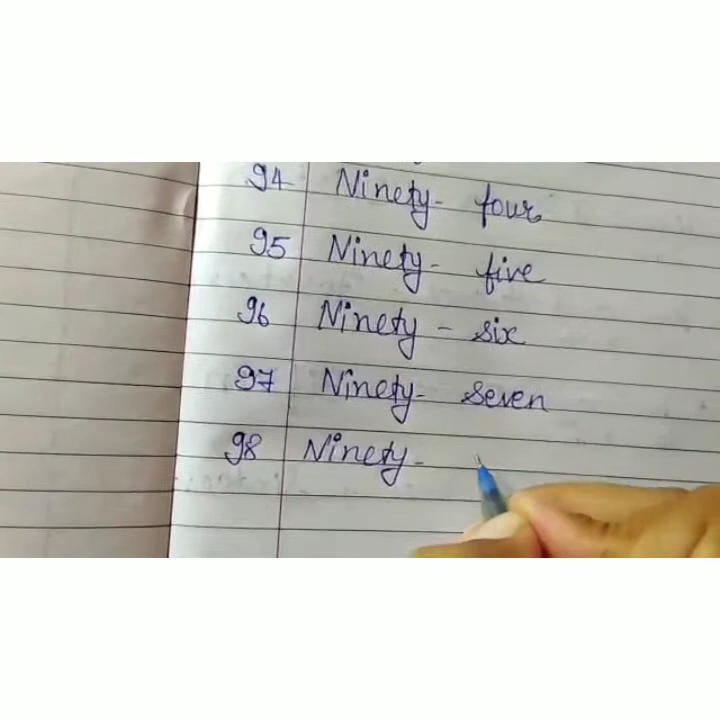 94 Ninety- four
95 Ninety- five
96 Ninety - six
97 Ninety- seven
98 Ninety-